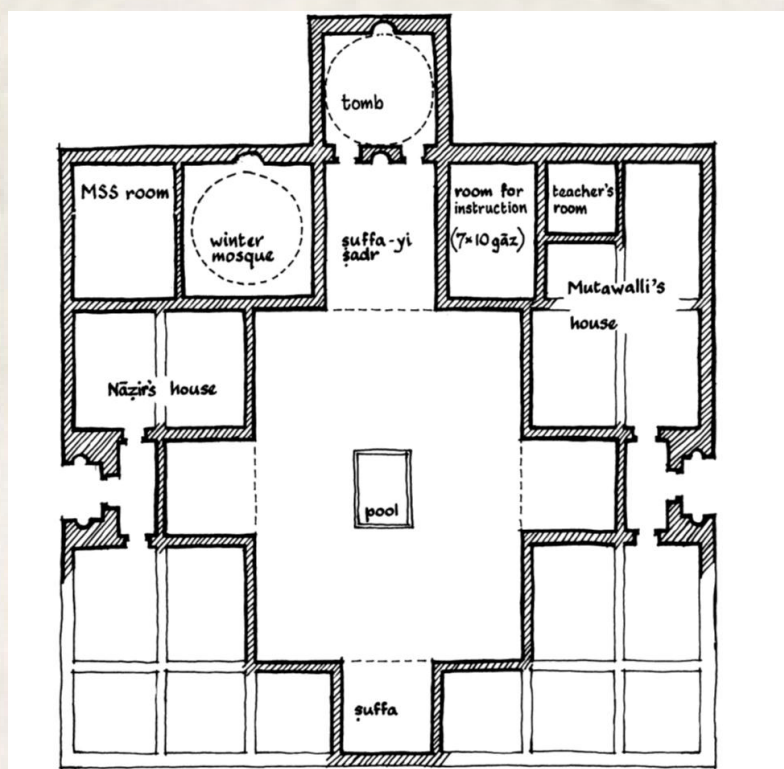 tomb
MSS room
winter
mosque
ṣuffa-yi
ṣadr
room for
instruction
(7×10 gāz)
teacher's
room
Mutawalli's
house
Nāẓir's house
pool
ṣuffa